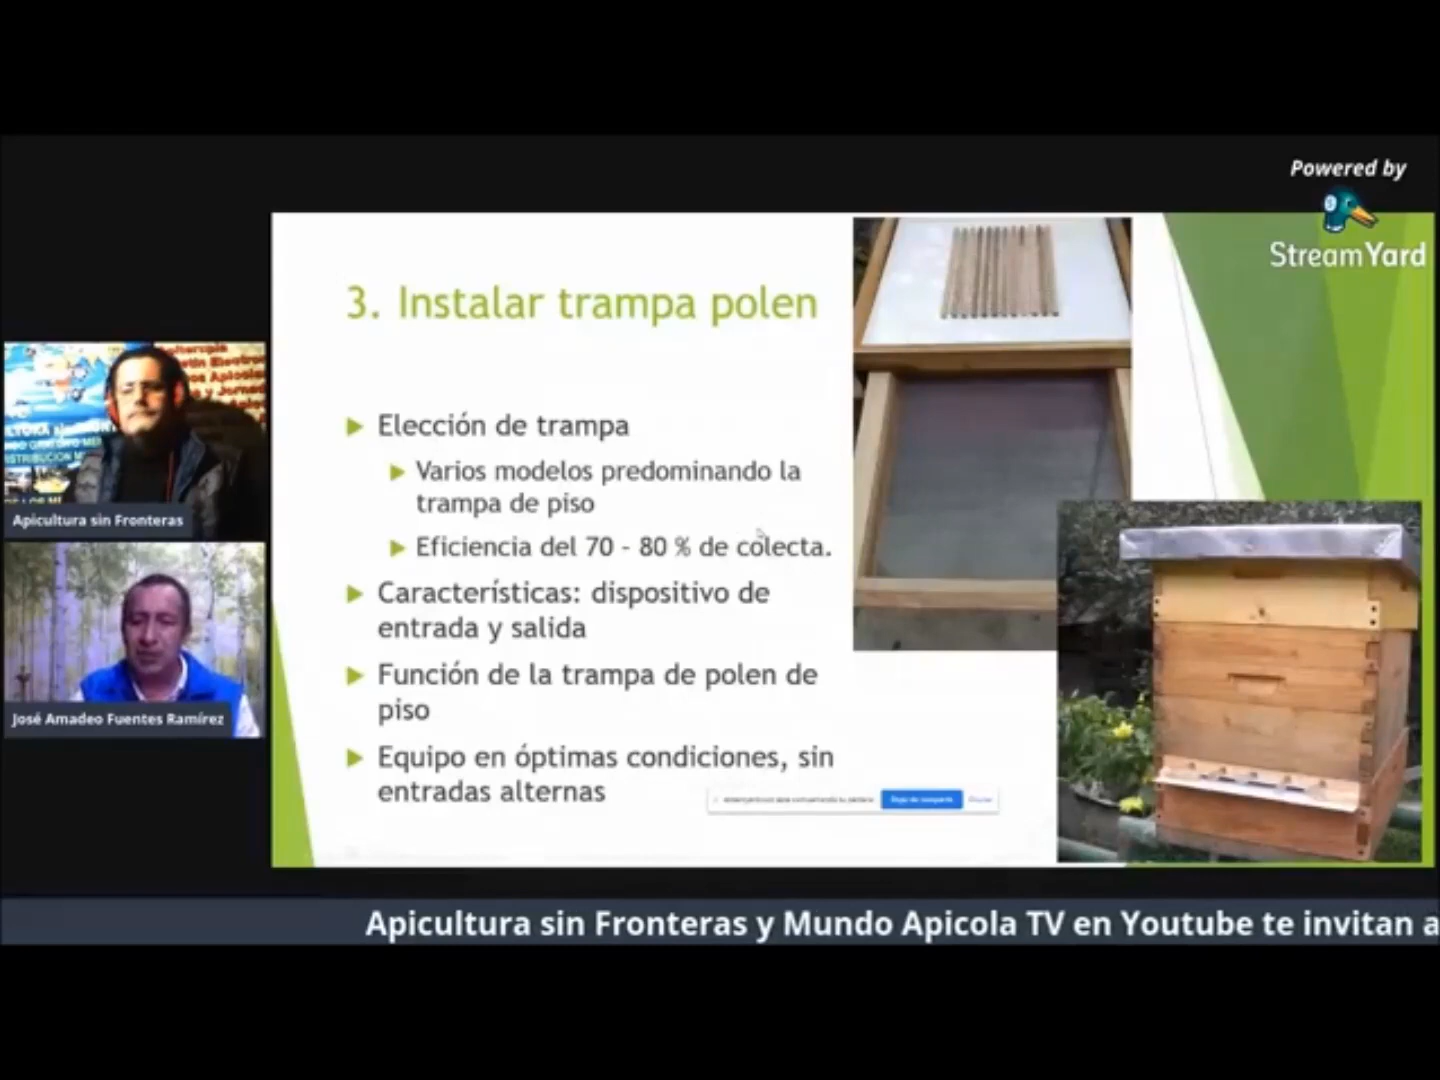 Powered by
StreamYard
3. Instalar trampa polen
Elección de trampa
Varios modelos predominando la
trampa de piso
Eficiencia del 70 - 80 % de colecta.
Características: dispositivo de
entrada y salida
Función de la trampa de polen de
piso
Equipo en óptimas condiciones, sin
entradas alternas
Apicultura sin Fronteras
José Amadeo Fuentes Ramírez
Apicultura sin Fronteras y Mundo Apicola TV en Youtube te invitan a